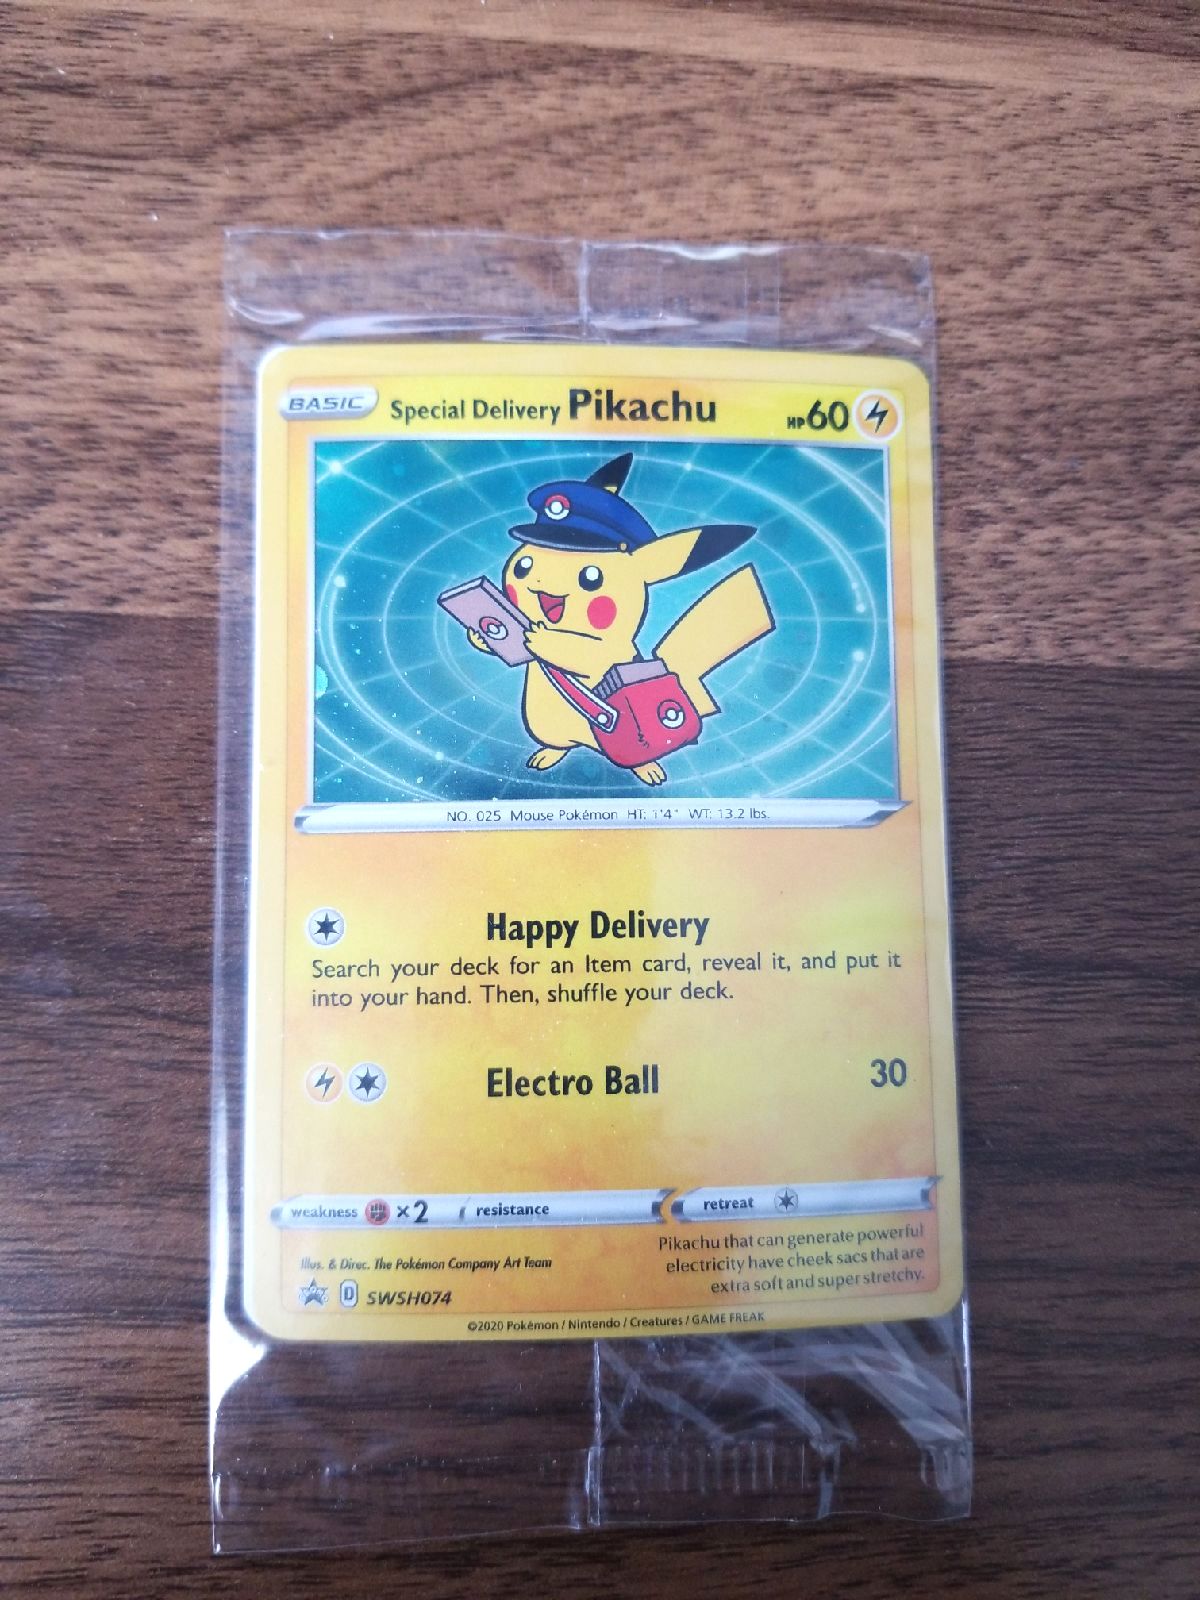 BASIC Special Delivery Pikachu HP60
NO. 025 Mouse Pokémon HT: 1'4" WT: 13.2 lbs.
Happy Delivery
Search your deck for an Item card, reveal it, and put it
into your hand. Then, shuffle your deck.
Electro Ball 30
weakness ×2 resistance retreat
Pikachu that can generate powerful
electricity have cheek sacs that are
extra soft and super stretchy.
Illus. & Direc. The Pokémon Company Art Team
D SWSH074
©2020 Pokémon / Nintendo / Creatures / GAME FREAK